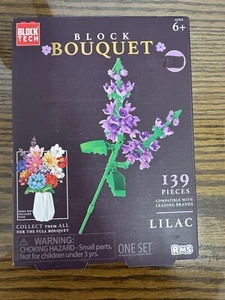 BLOCK
TECH
AGES
6+
BLOCK
BOUQUET
139
PIECES
COMPATIBLE WITH
LEADING BRANDS
LILAC
COLLECT THEM ALL
FOR THE FULL BOUQUET
WARNING:
CHOKING HAZARD - Small parts.
Not for children under 3 yrs.
ONE SET
RMS